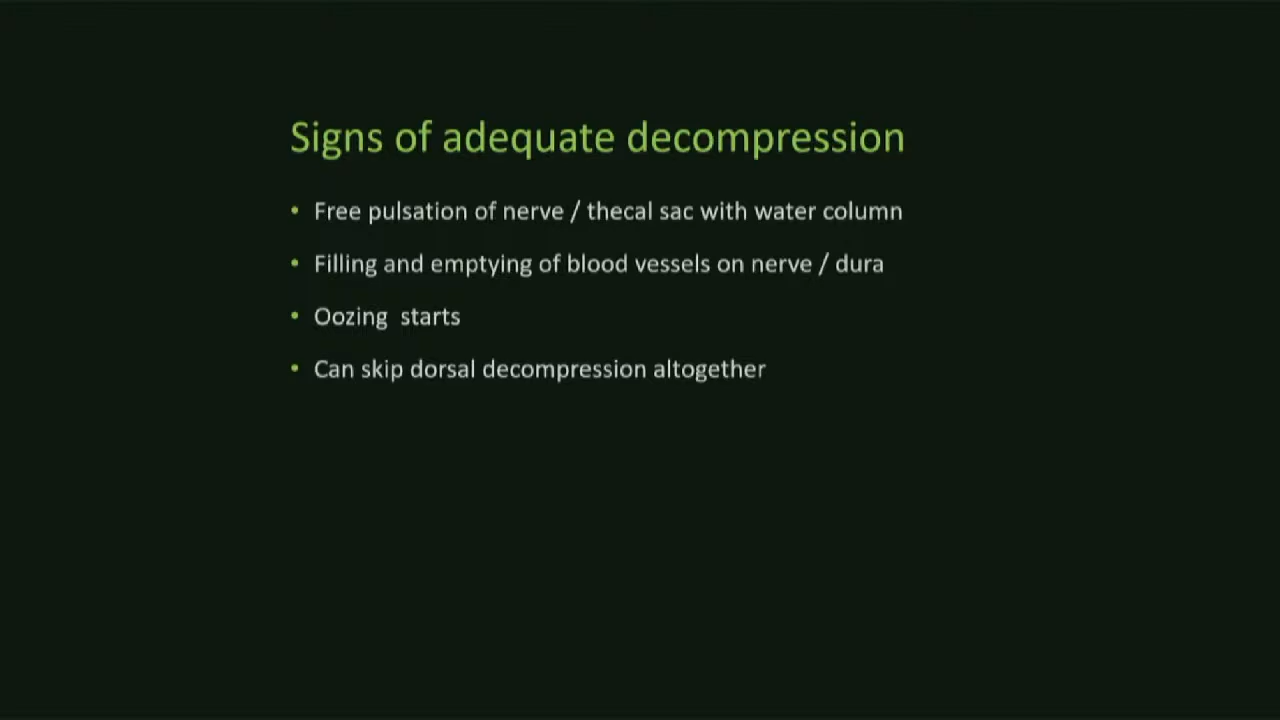 Signs of adequate decompression
• Free pulsation of nerve / thecal sac with water column
• Filling and emptying of blood vessels on nerve / dura
• Oozing  starts
• Can skip dorsal decompression altogether